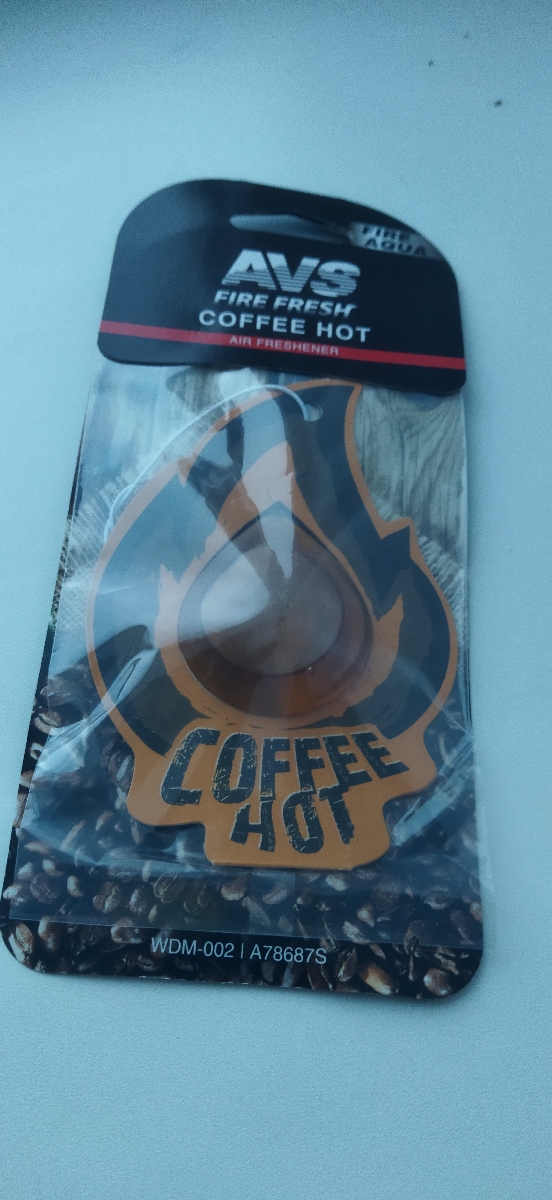 FIRE
AQUA
AVS
FIRE FRESH
COFFEE HOT
AIR FRESHENER
COFFEE
HOT
WDM-002 | A78687S